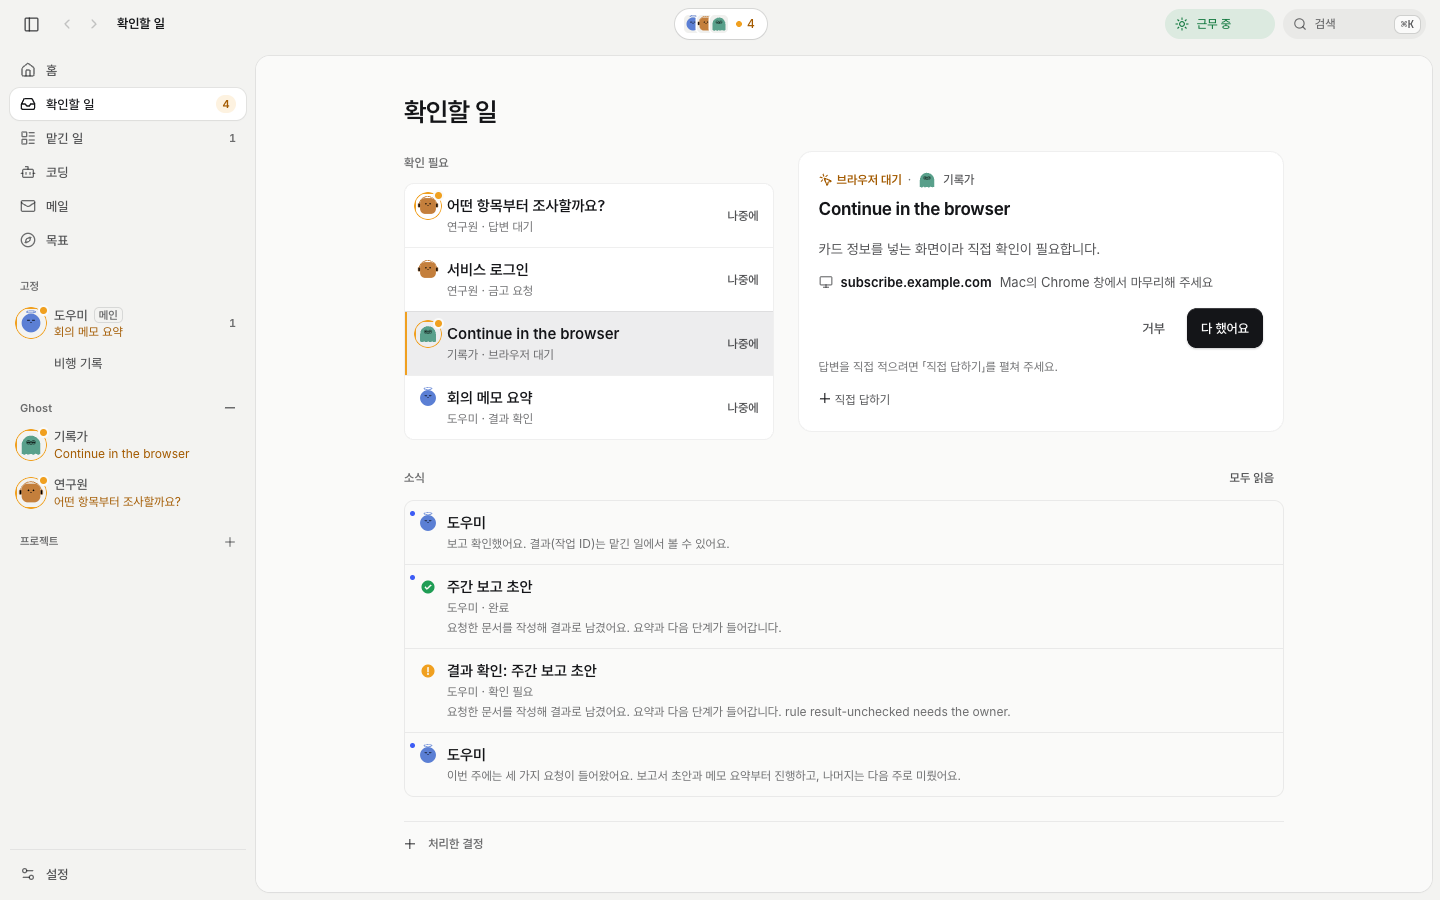 확인할 일
4
근무 중
검색
⌘K
홈
확인할 일
4
맡긴 일
1
코딩
메일
목표
고정
도우미 메인
회의 메모 요약
1
비행 기록
Ghost
기록가
Continue in the browser
연구원
어떤 항목부터 조사할까요?
프로젝트
설정
확인할 일
확인 필요
어떤 항목부터 조사할까요?
연구원 · 답변 대기
나중에
서비스 로그인
연구원 · 금고 요청
나중에
Continue in the browser
기록가 · 브라우저 대기
나중에
회의 메모 요약
도우미 · 결과 확인
나중에
브라우저 대기 · 기록가
Continue in the browser
카드 정보를 넣는 화면이라 직접 확인이 필요합니다.
subscribe.example.com Mac의 Chrome 창에서 마무리해 주세요
거부
다 했어요
답변을 직접 적으려면 「직접 답하기」를 펼쳐 주세요.
직접 답하기
소식
모두 읽음
도우미
보고 확인했어요. 결과(작업 ID)는 맡긴 일에서 볼 수 있어요.
주간 보고 초안
도우미 · 완료
요청한 문서를 작성해 결과로 남겼어요. 요약과 다음 단계가 들어갑니다.
결과 확인: 주간 보고 초안
도우미 · 확인 필요
요청한 문서를 작성해 결과로 남겼어요. 요약과 다음 단계가 들어갑니다. rule result-unchecked needs the owner.
도우미
이번 주에는 세 가지 요청이 들어왔어요. 보고서 초안과 메모 요약부터 진행하고, 나머지는 다음 주로 미뤘어요.
처리한 결정